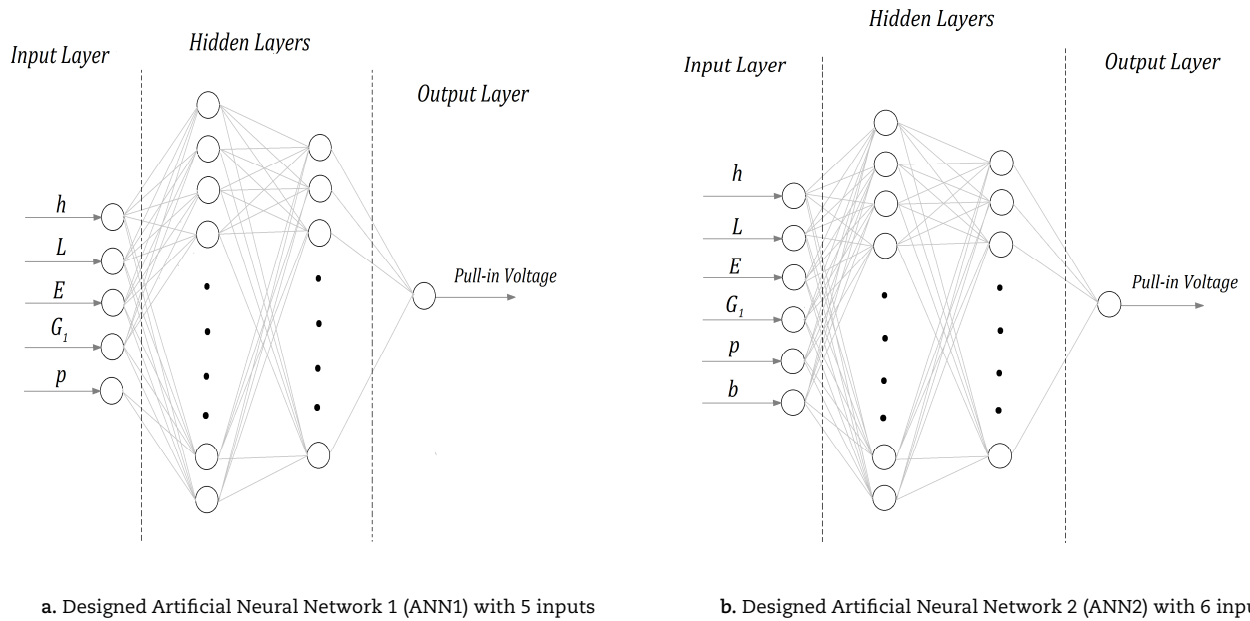 Input Layer
Hidden Layers
Output Layer
h
L
E
G1
p
Pull-in Voltage
a. Designed Artificial Neural Network 1 (ANN1) with 5 inputs
Input Layer
Hidden Layers
Output Layer
h
L
E
G1
p
b
Pull-in Voltage
b. Designed Artificial Neural Network 2 (ANN2) with 6 inpu